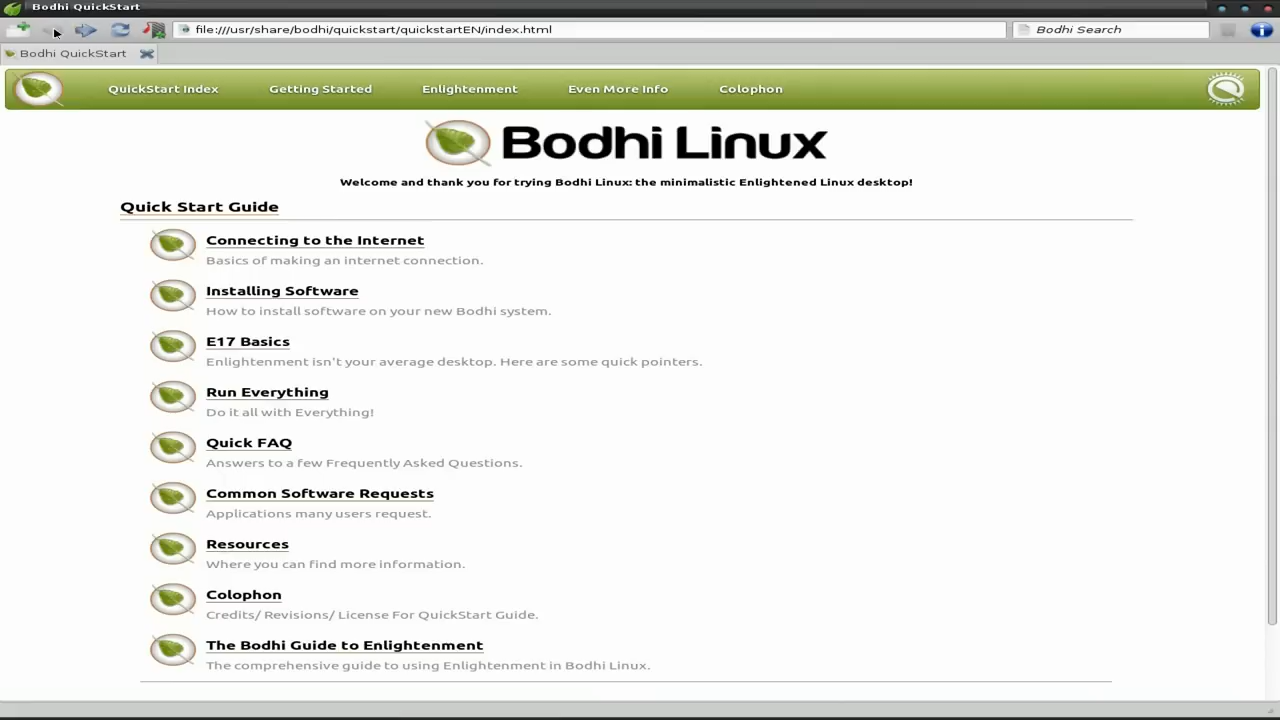 Bodhi QuickStart
file:///usr/share/bodhi/quickstart/quickstartEN/index.html
Bodhi Search
Bodhi QuickStart
QuickStart Index Getting Started Enlightenment Even More Info Colophon
Bodhi Linux
Welcome and thank you for trying Bodhi Linux: the minimalistic Enlightened Linux desktop!
Quick Start Guide
Connecting to the Internet
Basics of making an internet connection.
Installing Software
How to install software on your new Bodhi system.
E17 Basics
Enlightenment isn't your average desktop. Here are some quick pointers.
Run Everything
Do it all with Everything!
Quick FAQ
Answers to a few Frequently Asked Questions.
Common Software Requests
Applications many users request.
Resources
Where you can find more information.
Colophon
Credits/ Revisions/ License For QuickStart Guide.
The Bodhi Guide to Enlightenment
The comprehensive guide to using Enlightenment in Bodhi Linux.